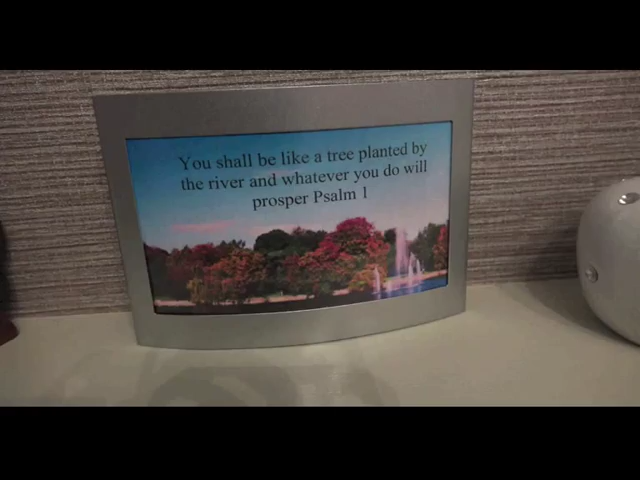 You shall be like a tree planted by
the river and whatever you do will
prosper Psalm 1